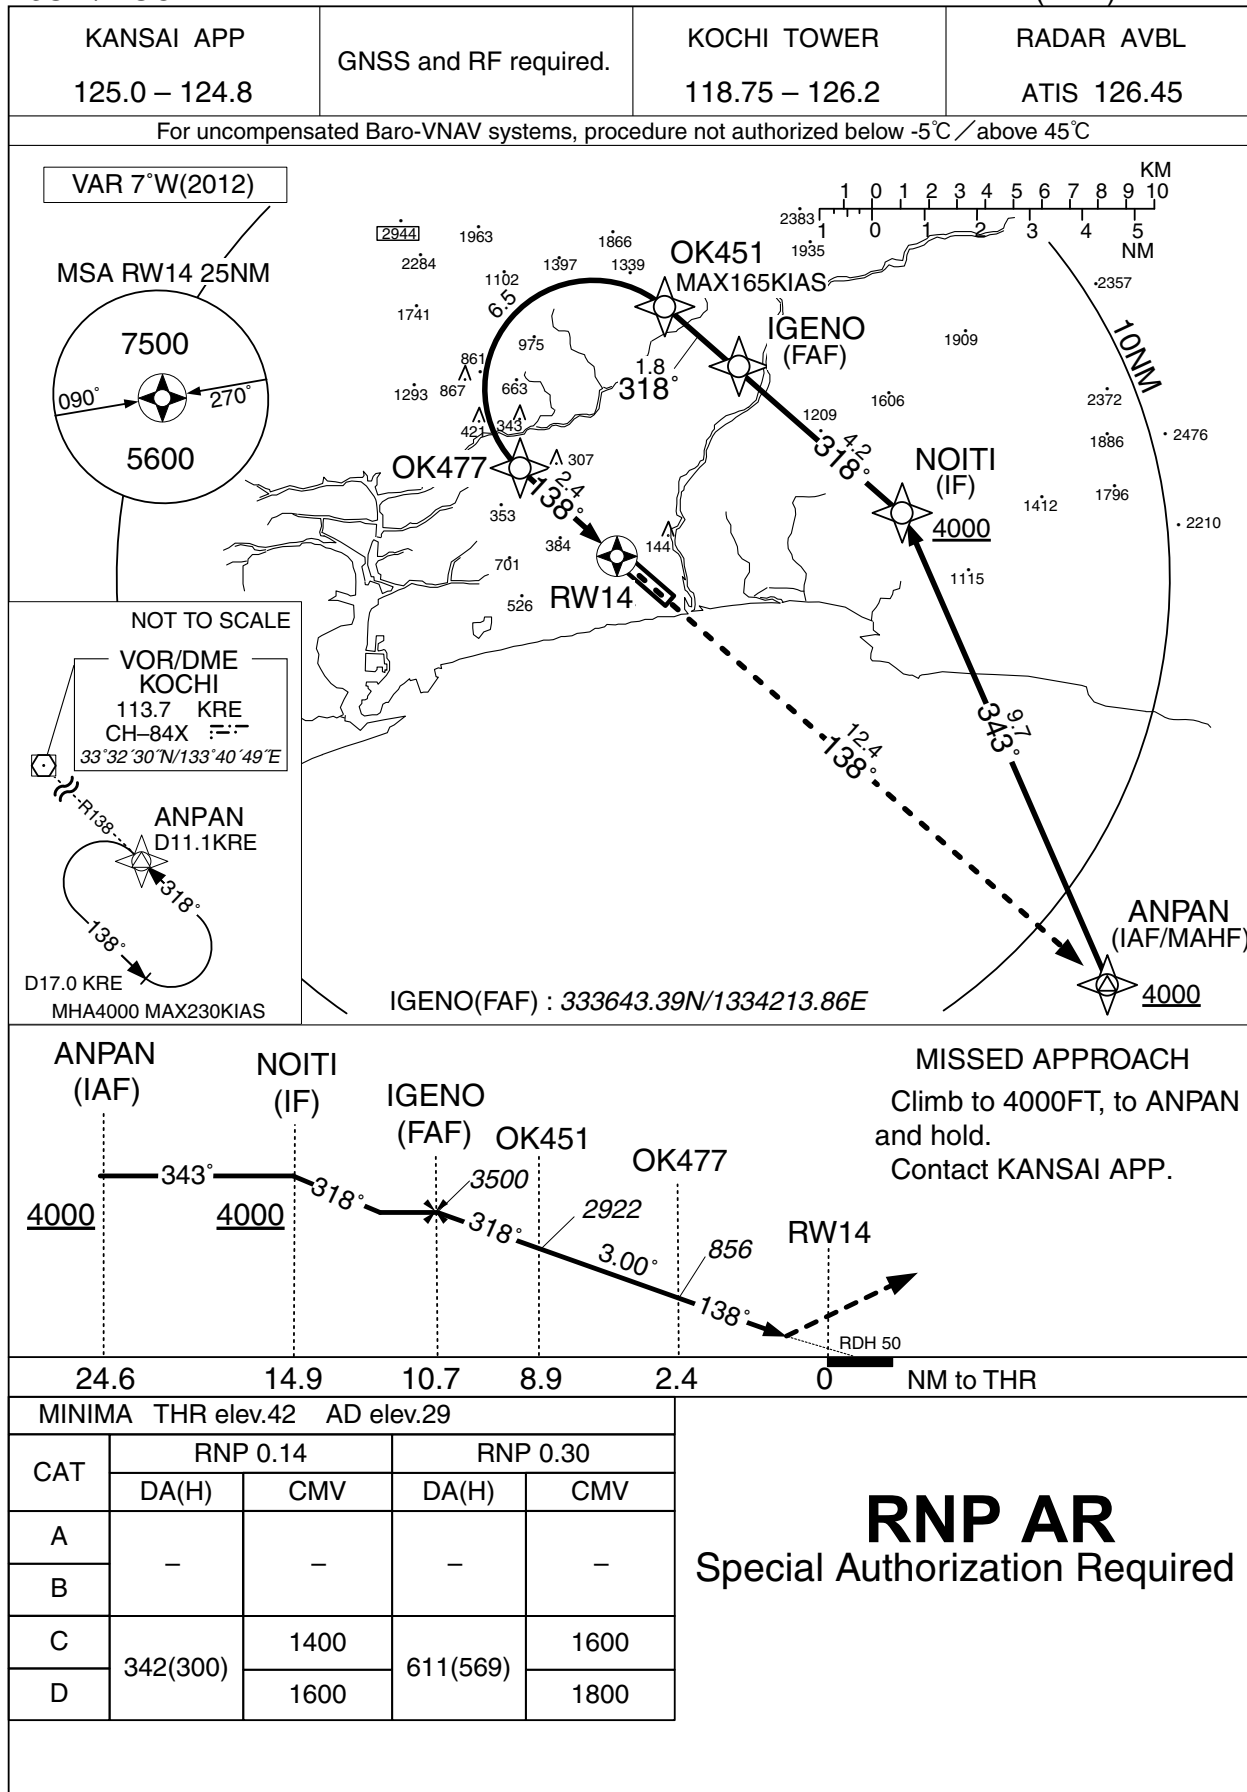 KANSAI APP
125.0 – 124.8
GNSS and RF required.
KOCHI TOWER
118.75 – 126.2
RADAR AVBL
ATIS 126.45
For uncompensated Baro-VNAV systems, procedure not authorized below -5℃／above 45℃
VAR 7°W(2012)
MSA RW14 25NM
7500
090°
270°
5600
KM
1 0 1 2 3 4 5 6 7 8 9 10
1 0 1 2 3 4 5
NM
2383
2944
1963
1866
1935
2284
1397
1339
1102
2357
1741
975
1909
861
867
1293
663
421
343
307
1209
1606
2372
1886
2476
1796
1412
2210
353
384
144
701
526
1115
10NM
OK451
MAX165KIAS
IGENO
(FAF)
6.5
1.8
318°
4.2
318°
NOITI
(IF)
4000
OK477
2.4
138°
RW14
9.7
343°
12.4
138°
ANPAN
(IAF/MAHF)
4000
NOT TO SCALE
VOR/DME
KOCHI
113.7 KRE
CH–84X
33°32´30˝N/133°40´49˝E
R138
ANPAN
D11.1KRE
318°
138°
D17.0 KRE
MHA4000 MAX230KIAS
IGENO(FAF) : 333643.39N/1334213.86E
ANPAN
(IAF)
NOITI
(IF)
IGENO
(FAF)
OK451
OK477
RW14
343°
4000
4000
318°
3500
318°
2922
3.00°
856
138°
RDH 50
MISSED APPROACH
Climb to 4000FT, to ANPAN
and hold.
Contact KANSAI APP.
24.6 14.9 10.7 8.9 2.4 0 NM to THR
MINIMA THR elev.42 AD elev.29
CAT
RNP 0.14 RNP 0.30
DA(H) CMV DA(H) CMV
A
– – – –
B
C 1400 1600
342(300) 611(569)
D 1600 1800
RNP AR
Special Authorization Required